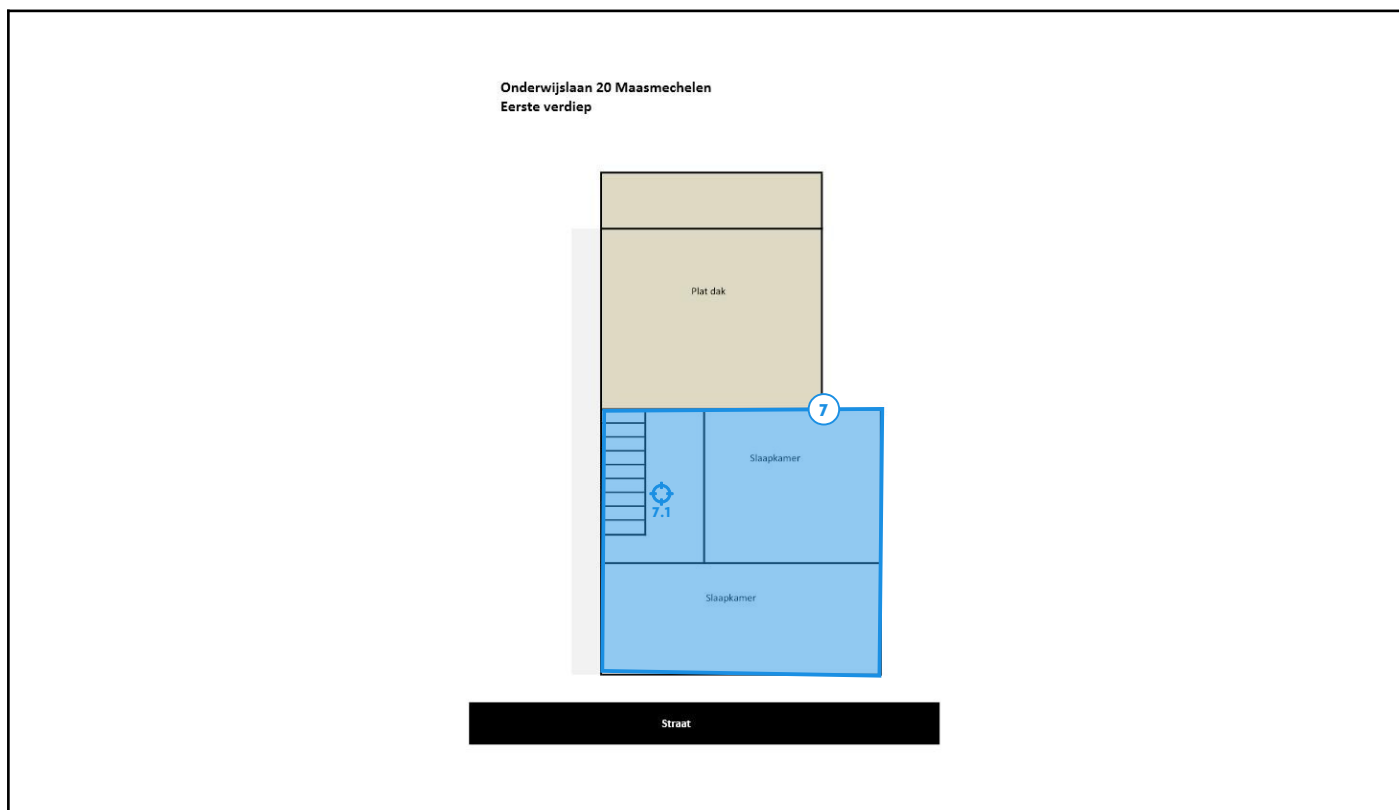 Onderwijslaan 20 Maasmechelen
Eerste verdiep
Plat dak
7
Slaapkamer
7.1
Slaapkamer
Straat